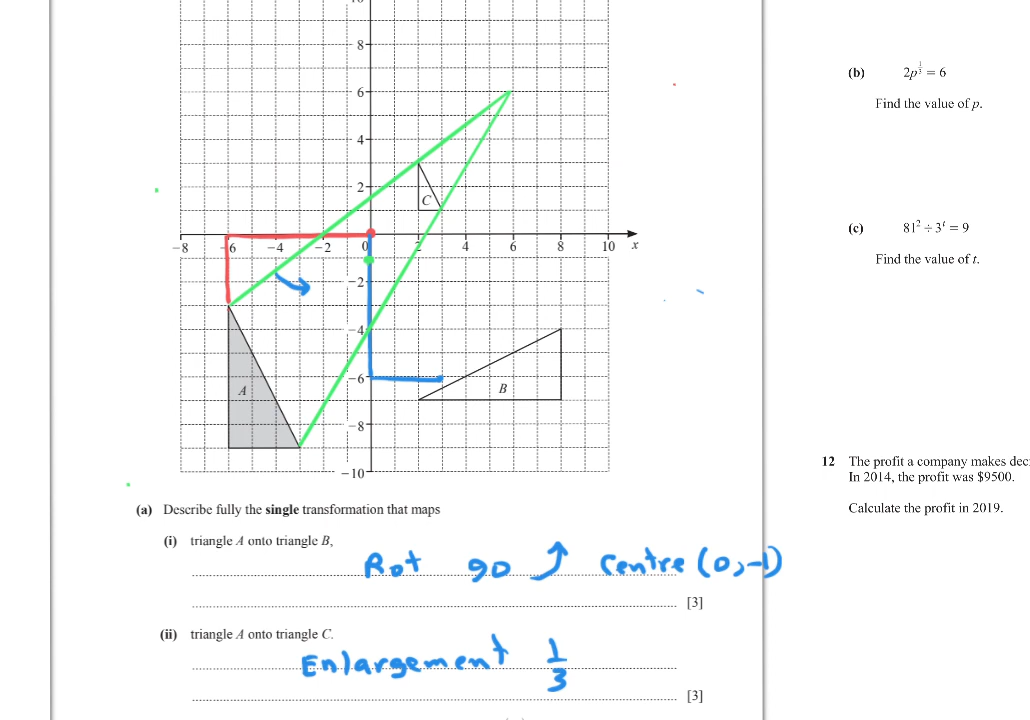 10
8
6
4
2
C
−8 −6 −4 −2 0 2 4 6 8 10 x
−2
−4
−6
−8
−10
A
B
(a) Describe fully the single transformation that maps
(i) triangle A onto triangle B,
Rot 90 centre (0,-1)
[3]
(ii) triangle A onto triangle C.
Enlargement 1/3
[3]
(b) 2p^{1/3} = 6
Find the value of p.
(c) 81² ÷ 3ᵗ = 9
Find the value of t.
12 The profit a company makes dec
In 2014, the profit was $9500.
Calculate the profit in 2019.